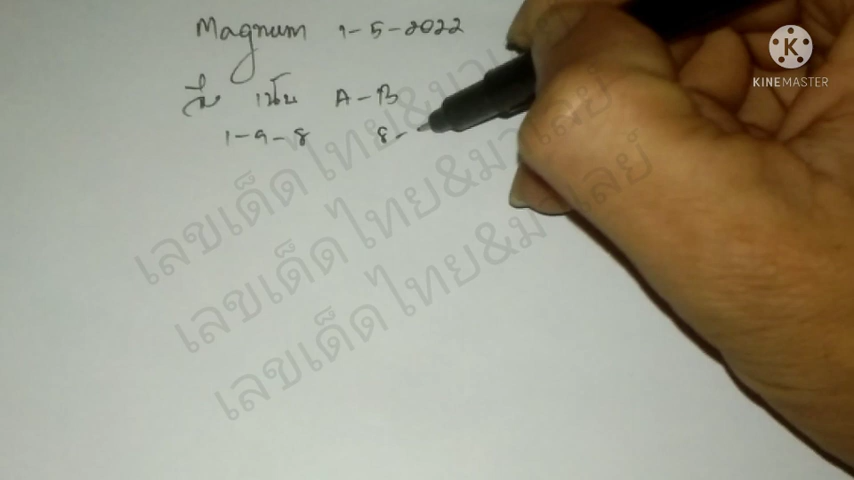 Magnum 1-5-2022
เน้น A-B
1-9-8 8-
เลขเด็ดไทย&มาเลย์
เลขเด็ดไทย&มาเลย์
เลขเด็ดไทย&มาเลย์
K
KINEMASTER